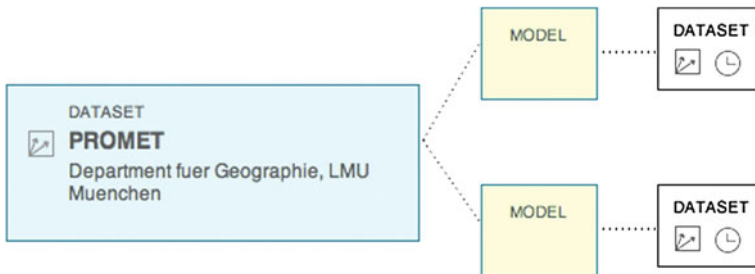 DATASET
PROMET
Department fuer Geographie, LMU
Muenchen
MODEL
DATASET
MODEL
DATASET